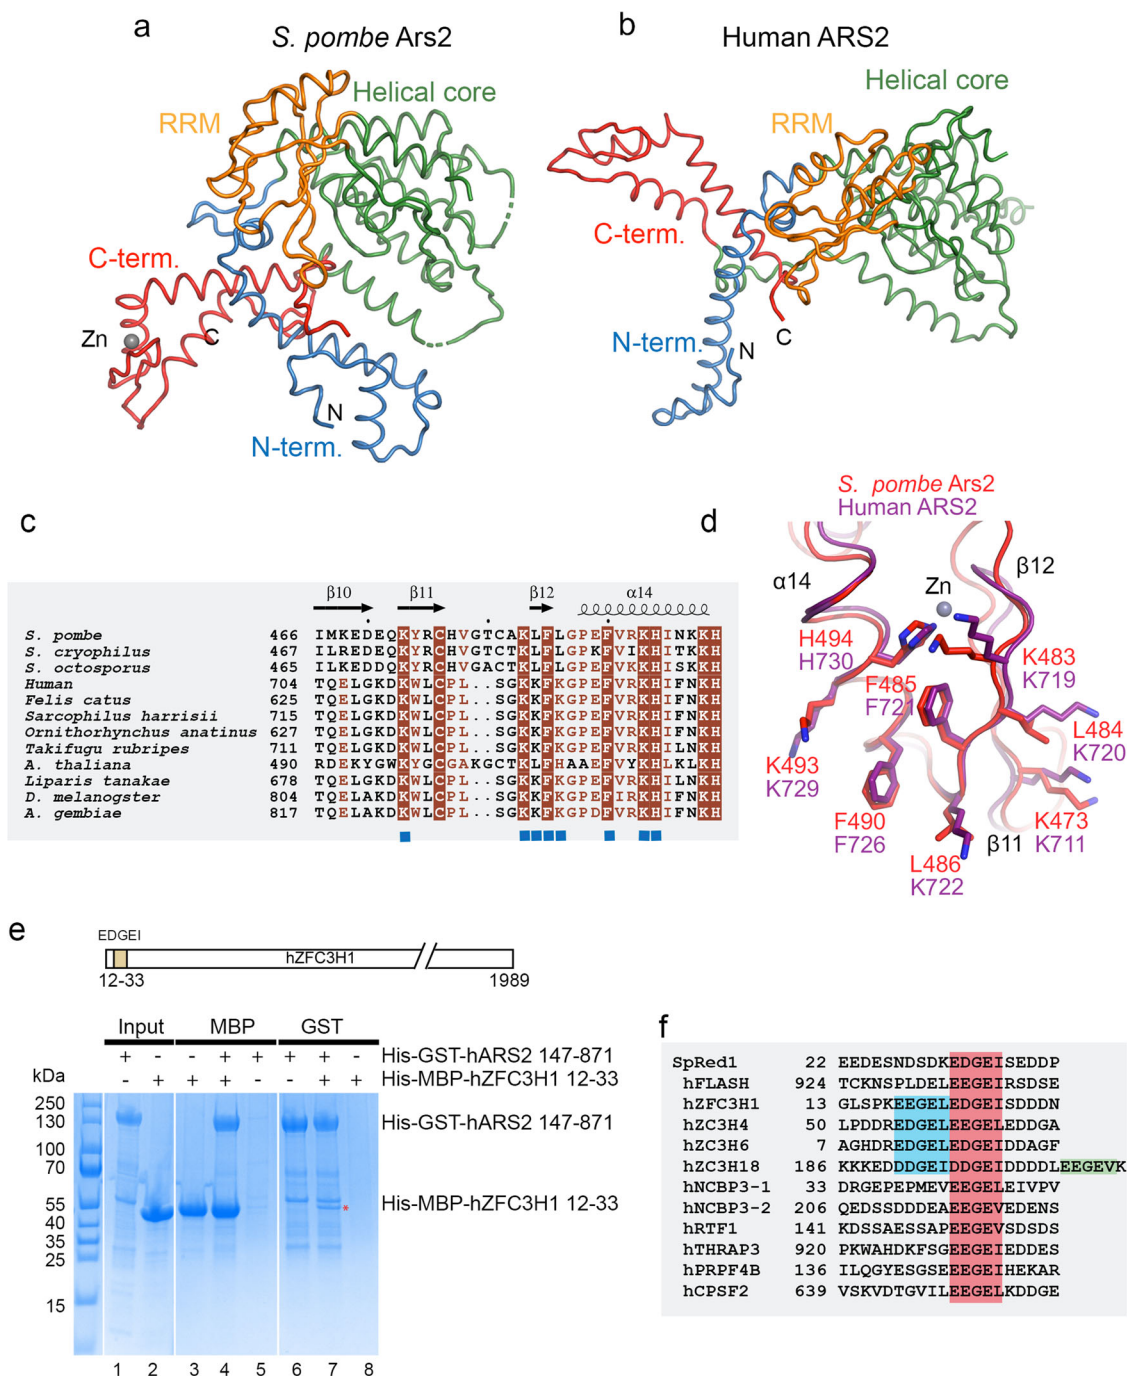 a
S. pombe Ars2
RRM
Helical core
C-term.
Zn
C
N
N-term.
b
Human ARS2
Helical core
RRM
C-term.
N-term.
N
C
c
β10 β11 β12 α14
S. pombe 466 IMKEDEQKYRCHVGTCAKLFLGPEFVRKHINKKH
S. cryophilus 467 ILREDEQKYRCHVGTCAKLFLGPKFVIKHITNKH
S. octosporus 465 ILKEDDQKYRCHVGACTKLFLGPEFVRKHISKKH
Human 704 TQELGKDKWLCPL..SGKKFKGPEFVRKHIFNKH
Felis catus 625 TQELGKDKWLCPL..SGKKFKGPEFVRKHIFNKH
Sarcophilus harrisii 715 TQELGKDKWLCPL..SGKKFKGPEFVRKHIFNKH
Ornithorhynchus anatinus 627 TQELGKDKWLCPL..SGKKFKGPEFVRKHIFNKH
Takifugu rubripes 711 TQELGKDKWLCPL..SGKKFKGPEFVRKHILNKH
A. thaliana 490 RDEKYGWKYGCGAKGCTKLFHAAEFVYKHLKLKH
Liparis tanakae 678 TQELGKDKWLCPL..SGKKFKGPEFVRKHILNKH
D. melanogster 804 TQELAKDKWLCPL..SGKKFKGPEFIRKHIFNKH
A. gembiae 817 TQELAKDKWLCPL..SGKKFKGPDFIRKHIFNKH
d
S. pombe Ars2
Human ARS2
α14
Zn
β12
H494
H730
F485
F721
K483
K719
L484
K720
K493
K729
F490
F726
L486
K722
β11
K473
K711
e
EDGEI
hZFC3H1
12-33
1989
Input MBP GST
+ - - + + + + - His-GST-hARS2 147-871
- + + + - - + + His-MBP-hZFC3H1 12-33
kDa
250
130
100
70
55
40
35
25
15
His-GST-hARS2 147-871
His-MBP-hZFC3H1 12-33
*
1 2 3 4 5 6 7 8
f
SpRed1 22 EEDESNDSDKEDGEISEDDP
hFLASH 924 TCKNSPLDELEEGEIRSDSE
hZFC3H1 13 GLSPKEEGELEDGEISDDDN
hZC3H4 50 LPDDREDGELEEGELEDDGA
hZC3H6 7 AGHDREDGELEDGEIDDAGF
hZC3H18 186 KKKEDDDGEIDDGEIDDDDLEEGEVK
hNCBP3-1 33 DRGEPEPMEVEEGELEIVPV
hNCBP3-2 206 QEDSSDDDEAEEGEVEDENS
hRTF1 141 KDSSAESSAPEEGEVSDSDS
hTHRAP3 920 PKWAHDKFSGEEGEIEDDES
hPRPF4B 136 ILQGYESGSEEEGEIHEKAR
hCPSF2 639 VSKVDTGVILEEGELKDDGE